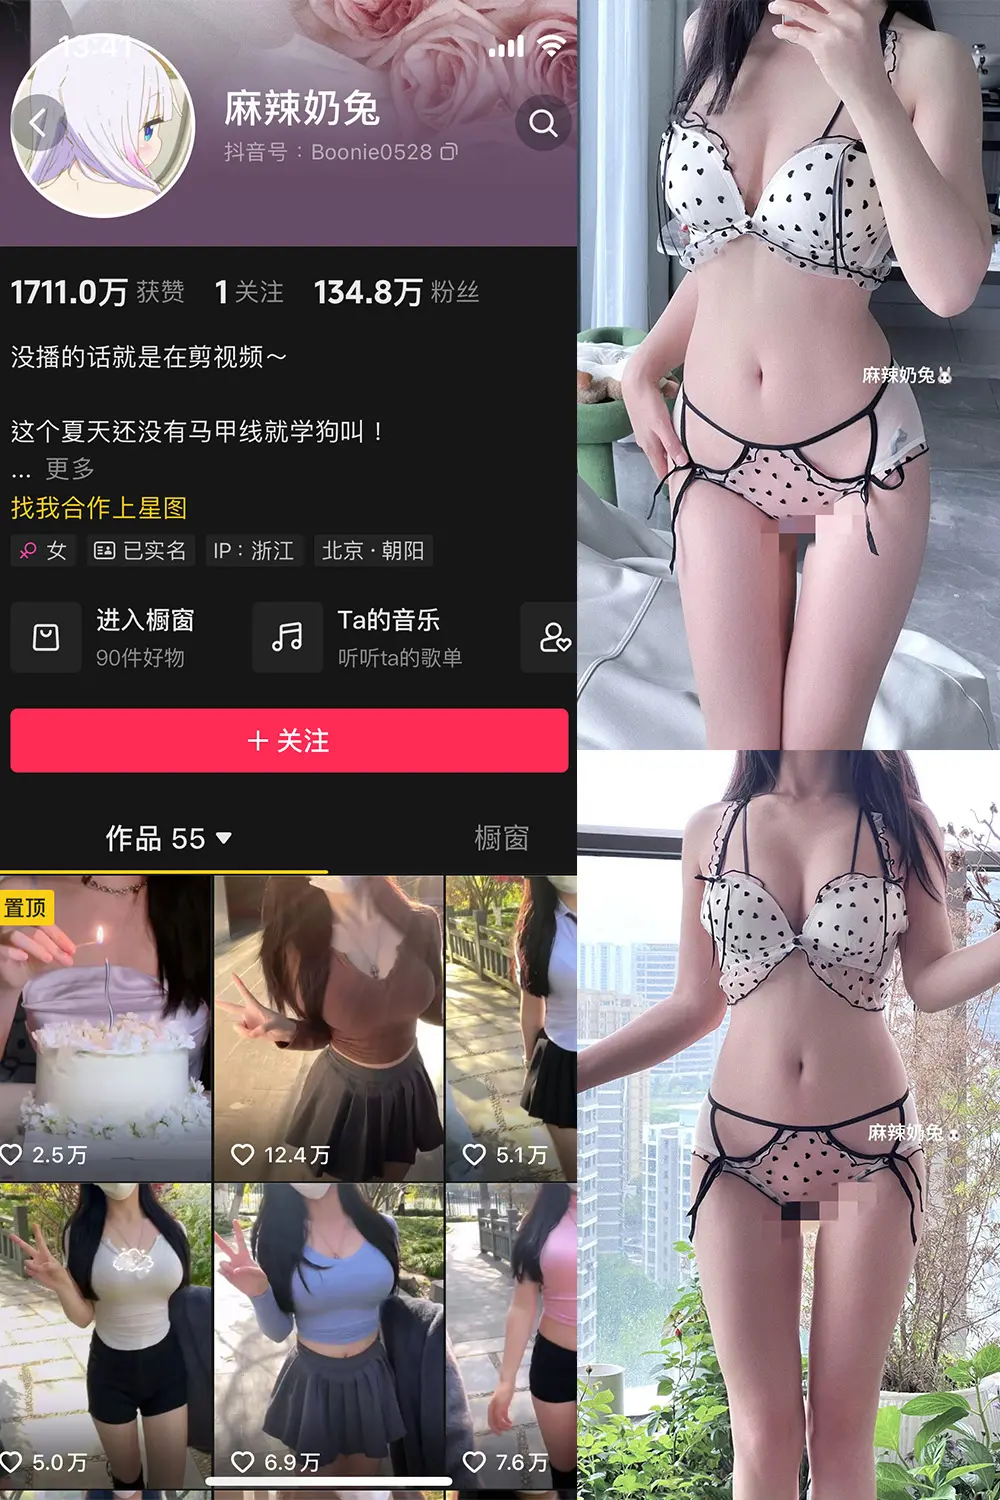 13:41
麻辣奶兔
抖音号：Boonie0528
1711.0万 获赞 1 关注 134.8万 粉丝
没播的话就是在剪视频～
这个夏天还没有马甲线就学狗叫！
... 更多
找我合作上星图
女 已实名 IP：浙江 北京·朝阳
进入橱窗
90件好物
Ta的音乐
听听ta的歌单
＋关注
作品 55
橱窗
置顶
2.5万
12.4万
5.1万
5.0万
6.9万
7.6万
麻辣奶兔
麻辣奶兔